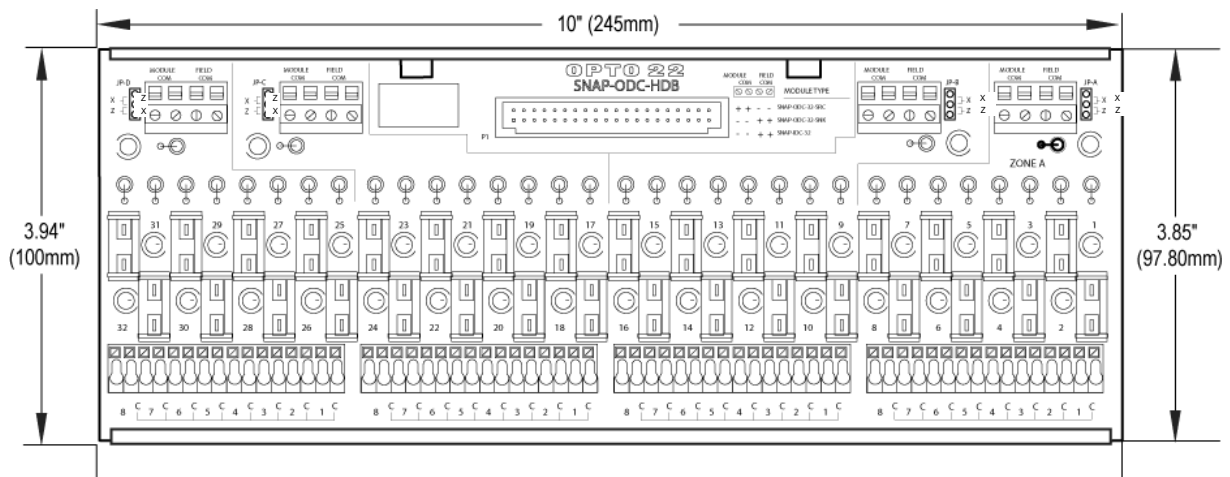 10" (245mm)
OPTO 22
SNAP-ODC-HDB
MODULE COM FIELD COM
MODULE COM FIELD COM
MODULE COM FIELD COM MODULE TYPE
+ + - - SNAP-ODC-32-SRC
- - + + SNAP-ODC-32-SNK
- - + + SNAP-IDC-32
MODULE COM FIELD COM
MODULE COM FIELD COM
JP-D
X Z
Z X
JP-C
X Z
Z X
JP-B
X X
Z Z
JP-A
X X
Z Z
P1
ZONE A
3.94"
(100mm)
3.85"
(97.80mm)
31 29 27 25 23 21 19 17 15 13 11 9 7 5 3 1
32 30 28 26 24 22 20 18 16 14 12 10 8 6 4 2
8 C 7 C 6 C 5 C 4 C 3 C 2 C 1 C
8 C 7 C 6 C 5 C 4 C 3 C 2 C 1 C
8 C 7 C 6 C 5 C 4 C 3 C 2 C 1 C
8 C 7 C 6 C 5 C 4 C 3 C 2 C 1 C